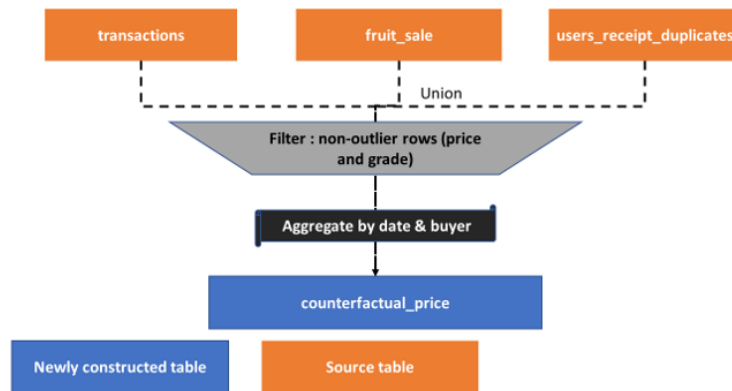 transactions
fruit_sale
users_receipt_duplicates
Union
Filter : non-outlier rows (price
and grade)
Aggregate by date & buyer
counterfactual_price
Newly constructed table
Source table